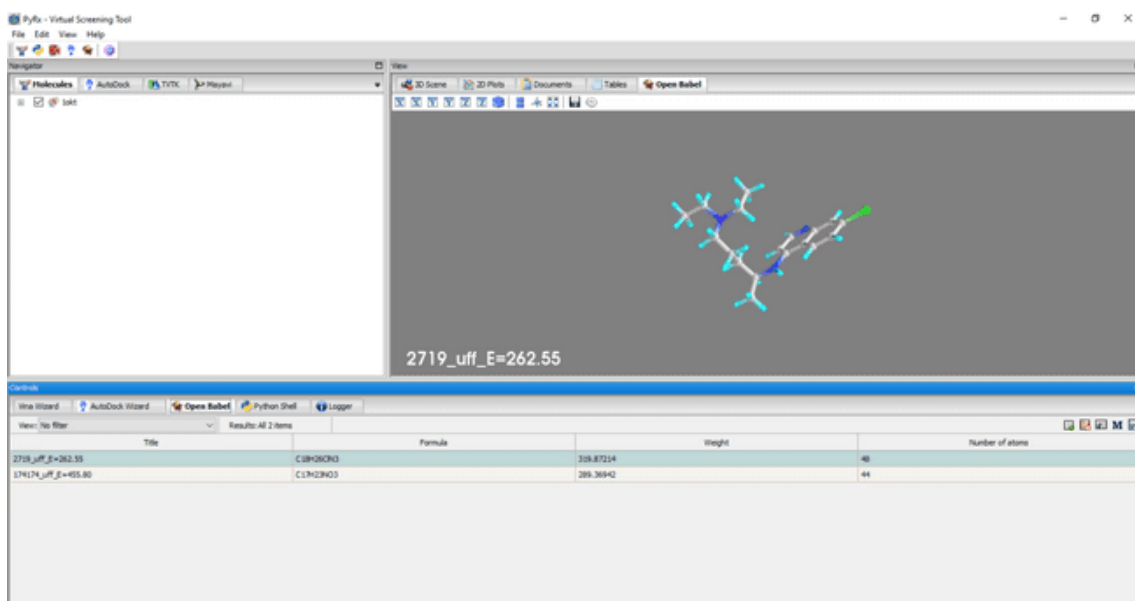 PyRx - Virtual Screening Tool
File Edit View Help
Navigator
View
Molecules AutoDock TVTK Mayavi
3D Scene 2D Plots Documents Tables Open Babel
1okt
2719_uff_E=262.55
Controls
Vina Wizard AutoDock Wizard Open Babel Python Shell Logger
View: No filter Results: All 2 items
Title Formula Weight Number of atoms
2719_uff_E=262.55 C18H26ClN3 319.87214 48
174174_uff_E=455.80 C17H23NO3 289.36942 44